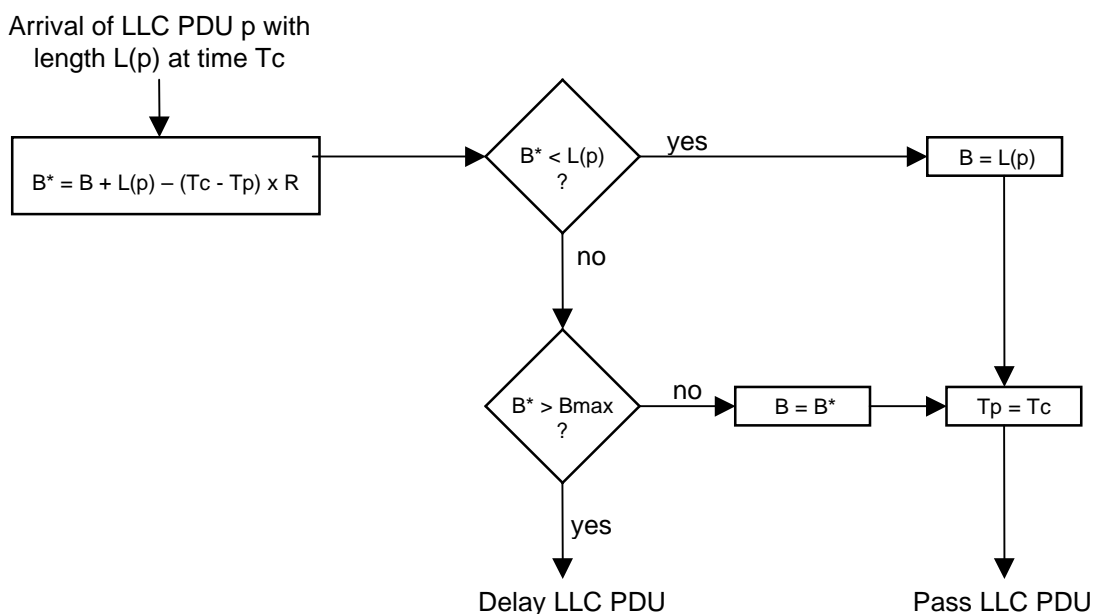 Arrival of LLC PDU p with
length L(p) at time Tc
B* = B + L(p) – (Tc - Tp) x R
B* < L(p)
?
yes
B = L(p)
no
B* > Bmax
?
no
B = B*
Tp = Tc
yes
Delay LLC PDU
Pass LLC PDU